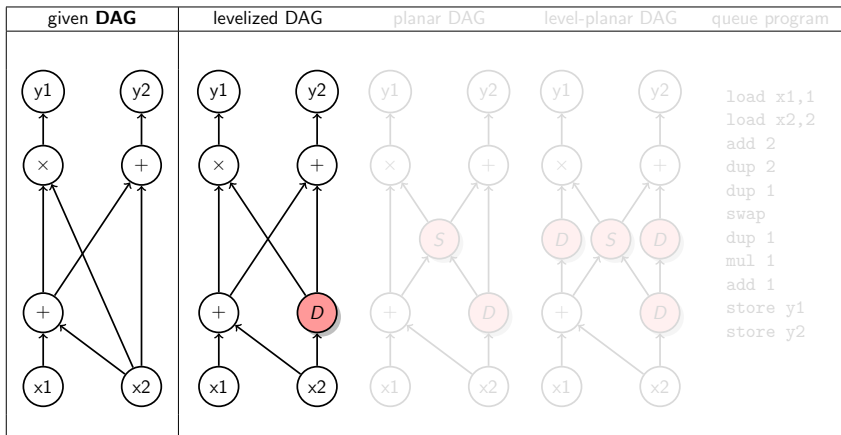 given DAG levelized DAG planar DAG level-planar DAG queue program
y1 y2 y1 y2 y1 y2 y1 y2
load x1,1
load x2,2
add 2
× + × + × + × +
dup 2
dup 1
swap
S D S D
dup 1
mul 1
add 1
+ + D + D + D
store y1
store y2
x1 x2 x1 x2 x1 x2 x1 x2